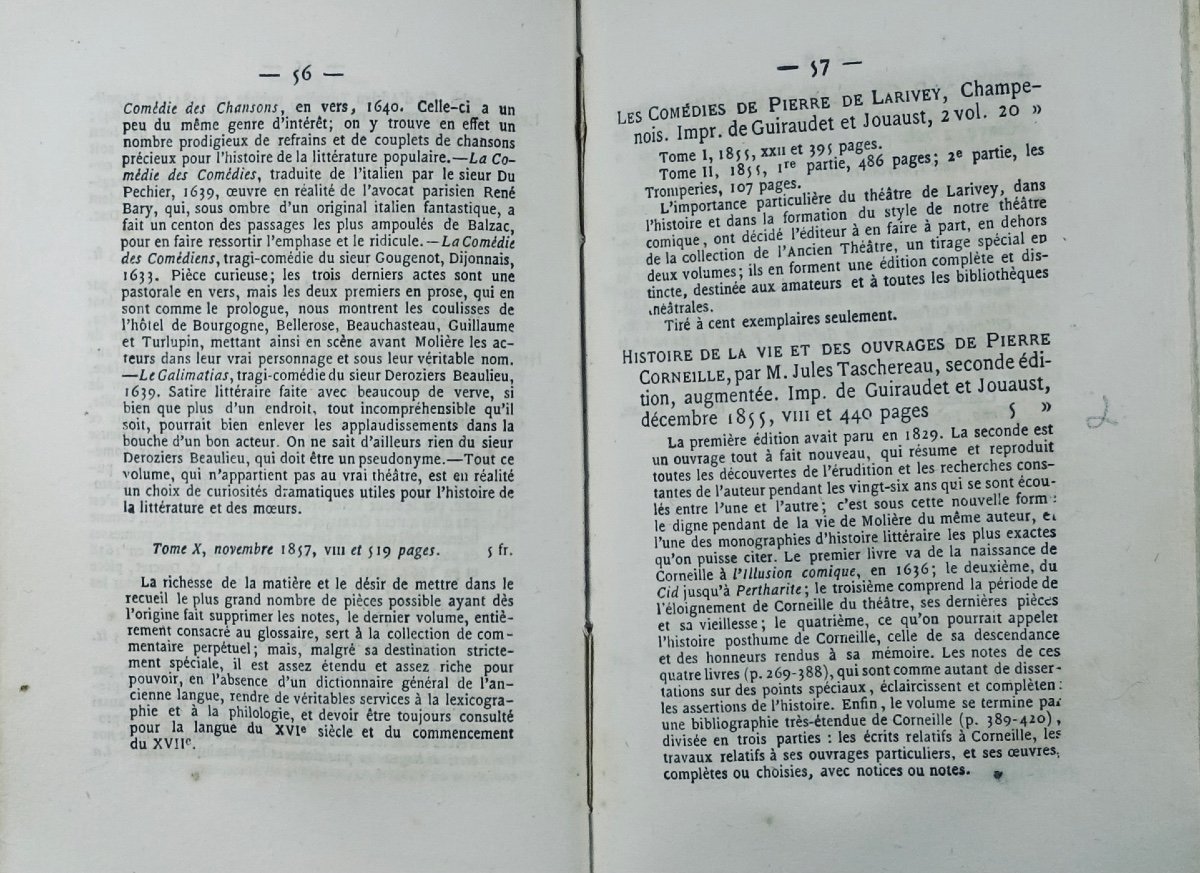 — 56 —
Comédie des Chansons, en vers, 1640. Celle-ci a un
peu du même genre d'intérêt; on y trouve en effet un
nombre prodigieux de refrains et de couplets de chansons
précieux pour l'histoire de la littérature populaire.—La Co-
médie des Comédies, traduite de l'italien par le sieur Du
Pechier, 1639, œuvre en réalité de l'avocat parisien René
Bary, qui, sous ombre d'un original italien fantastique, a
fait un centon des passages les plus ampoulés de Balzac,
pour en faire ressortir l'emphase et le ridicule. — La Comédie
des Comédiens, tragi-comédie du sieur Gougenot, Dijonnais,
1633. Pièce curieuse; les trois derniers actes sont une
pastorale en vers, mais les deux premiers en prose, qui en
sont comme le prologue, nous montrent les coulisses de
l'hôtel de Bourgogne, Bellerose, Beauchasteau, Guillaume
et Turlupin, mettant ainsi en scène avant Molière les ac-
teurs dans leur vrai personnage et sous leur véritable nom.
—Le Galimatias, tragi-comédie du sieur Deroziers Beaulieu,
1639. Satire littéraire faite avec beaucoup de verve, si
bien que plus d'un endroit, tout incompréhensible qu'il
soit, pourrait bien enlever les applaudissements dans la
bouche d'un bon acteur. On ne sait d'ailleurs rien du sieur
Deroziers Beaulieu, qui doit être un pseudonyme.—Tout ce
volume, qui n'appartient pas au vrai théâtre, est en réalité
un choix de curiosités dramatiques utiles pour l'histoire de
la littérature et des mœurs.
Tome X, novembre 1857, VIII et 519 pages. 5 fr.
La richesse de la matière et le désir de mettre dans le
recueil le plus grand nombre de pièces possible ayant dès
l'origine fait supprimer les notes, le dernier volume, entiè-
rement consacré au glossaire, sert à la collection de com-
mentaire perpétuel; mais, malgré sa destination stricte-
ment spéciale, il est assez étendu et assez riche pour
pouvoir, en l'absence d'un dictionnaire général de l'an-
cienne langue, rendre de véritables services à la lexicogra-
phie et à la philologie, et devoir être toujours consulté
pour la langue du XVIe siècle et du commencement
du XVIIe.
— 57 —
LES COMÉDIES DE PIERRE DE LARIVEY, Champe-
nois. Impr. de Guiraudet et Jouaust, 2 vol. 20 »
Tome I, 1855, XXII et 395 pages.
Tome II, 1855, 1re partie, 486 pages; 2e partie, les
Tromperies, 107 pages.
L'importance particulière du théâtre de Larivey, dans
l'histoire et dans la formation du style de notre théâtre
comique, ont décidé l'éditeur à en faire à part, en dehors
de la collection de l'Ancien Théâtre, un tirage spécial en
deux volumes; ils en forment une édition complète et dis-
tincte, destinée aux amateurs et à toutes les bibliothèques
néâtrales.
Tiré à cent exemplaires seulement.
HISTOIRE DE LA VIE ET DES OUVRAGES DE PIERRE
CORNEILLE, par M. Jules Taschereau, seconde édi-
tion, augmentée. Imp. de Guiraudet et Jouaust,
décembre 1855, VIII et 440 pages 5 »
La première édition avait paru en 1829. La seconde est
un ouvrage tout à fait nouveau, qui résume et reproduit
toutes les découvertes de l'érudition et les recherches cons-
tantes de l'auteur pendant les vingt-six ans qui se sont écou-
lés entre l'une et l'autre; c'est sous cette nouvelle form
le digne pendant de la vie de Molière du même auteur, et
l'une des monographies d'histoire littéraire les plus exactes
qu'on puisse citer. Le premier livre va de la naissance de
Corneille à l'Illusion comique, en 1636; le deuxième, du
Cid jusqu'à Pertharite; le troisième comprend la période de
l'éloignement de Corneille du théâtre, ses dernières pièces
et sa vieillesse; le quatrième, ce qu'on pourrait appeler
l'histoire posthume de Corneille, celle de sa descendance
et des honneurs rendus à sa mémoire. Les notes de ces
quatre livres (p. 269-388), qui sont comme autant de disser-
tations sur des points spéciaux, éclaircissent et complèten
les assertions de l'histoire. Enfin, le volume se termine par
une bibliographie très-étendue de Corneille (p. 389-420),
divisée en trois parties : les écrits relatifs à Corneille, les
travaux relatifs à ses ouvrages particuliers, et ses œuvres,
complètes ou choisies, avec notices ou notes.